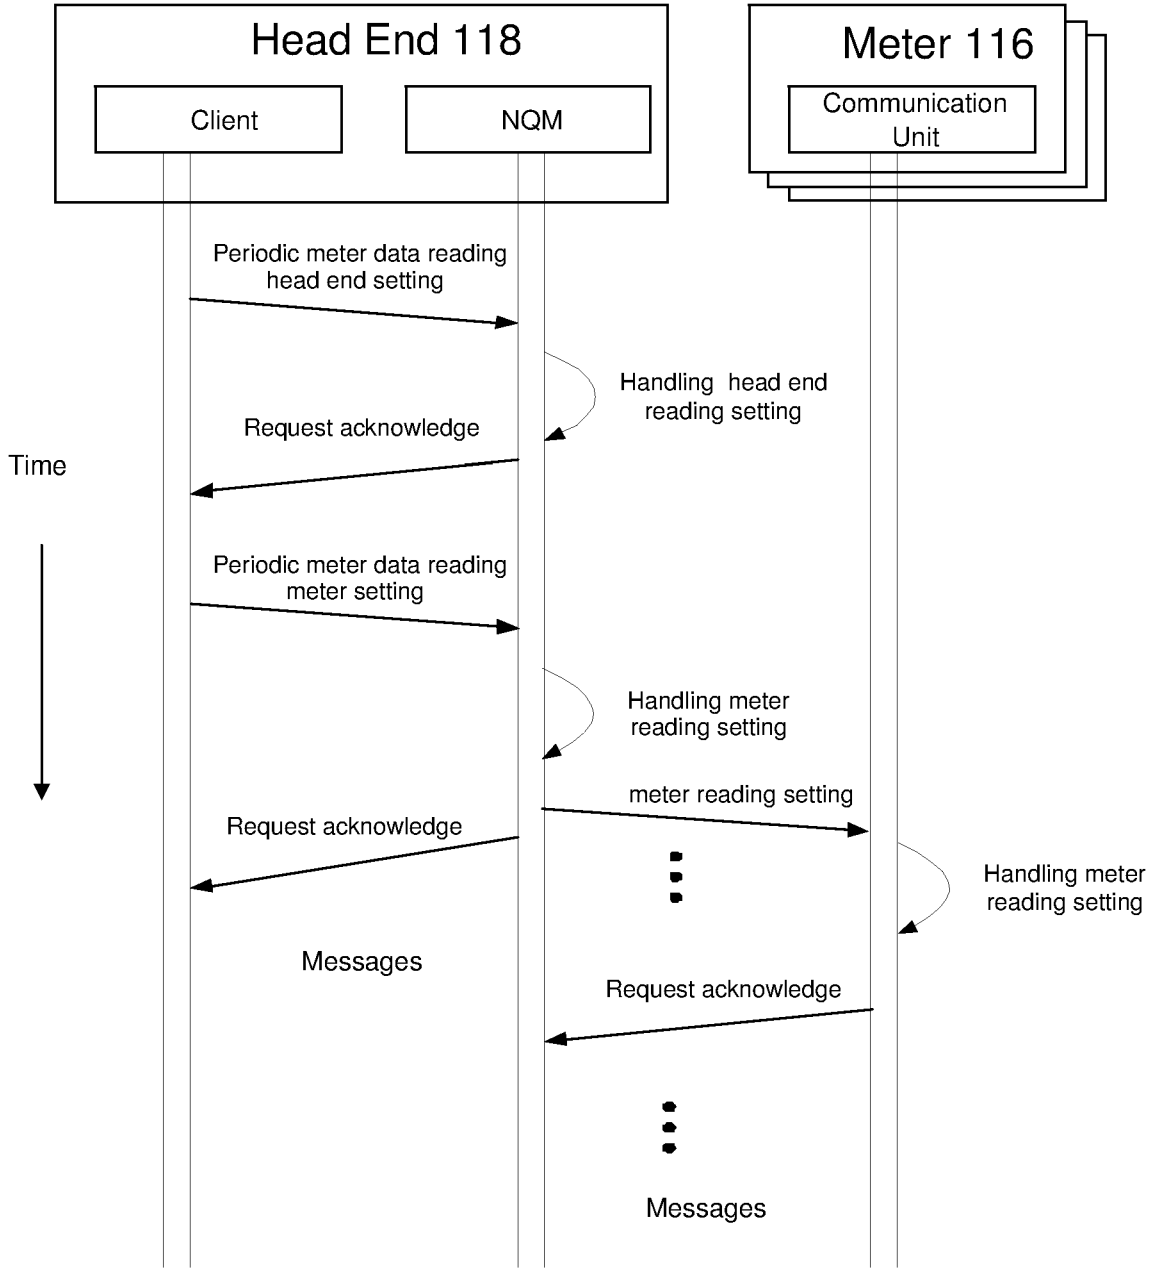 Head End 118
Meter 116
Client
NQM
Communication
Unit
Periodic meter data reading
head end setting
Handling head end
reading setting
Request acknowledge
Time
Periodic meter data reading
meter setting
Handling meter
reading setting
meter reading setting
Request acknowledge
Handling meter
reading setting
Messages
Request acknowledge
Messages